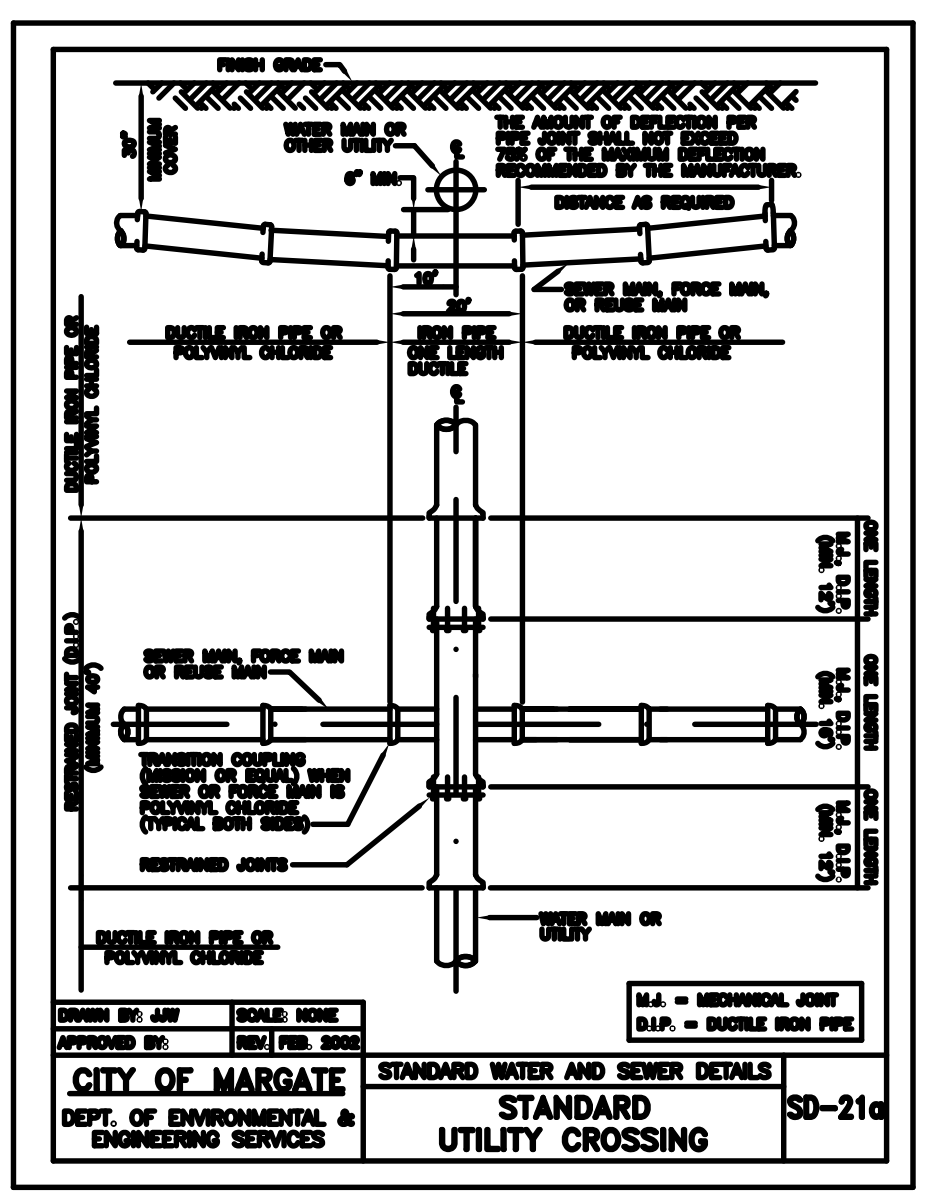 FINISH GRADE
30"
MINIMUM
COVER
WATER MAIN OR
OTHER UTILITY
6" MIN.
℄
THE AMOUNT OF DEFLECTION PER
PIPE JOINT SHALL NOT EXCEED
75% OF THE MAXIMUM DEFLECTION
RECOMMENDED BY THE MANUFACTURER.
DISTANCE AS REQUIRED
10'
20'
SEWER MAIN, FORCE MAIN,
OR REUSE MAIN
DUCTILE IRON PIPE OR
POLYVINYL CHLORIDE
IRON PIPE
ONE LENGTH
DUCTILE
DUCTILE IRON PIPE OR
POLYVINYL CHLORIDE
DUCTILE IRON PIPE OR
POLYVINYL CHLORIDE
℄
ONE LENGTH
M.J., D.I.P.
(MIN. 12')
RESTRAINED JOINT (D.I.P.)
(MINIMUM 40')
SEWER MAIN, FORCE MAIN
OR REUSE MAIN
ONE LENGTH
M.J., D.I.P.
(MIN. 16')
TRANSITION COUPLING
(MISSION OR EQUAL) WHEN
SEWER OR FORCE MAIN IS
POLYVINYL CHLORIDE
(TYPICAL BOTH SIDES)
RESTRAINED JOINTS
ONE LENGTH
M.J., D.I.P.
(MIN. 12')
WATER MAIN OR
UTILITY
DUCTILE IRON PIPE OR
POLYVINYL CHLORIDE
M.J. = MECHANICAL JOINT
D.I.P. = DUCTILE IRON PIPE
DRAWN BY: JJW
SCALE: NONE
APPROVED BY:
REV. FEB. 2002
CITY OF MARGATE
DEPT. OF ENVIRONMENTAL &
ENGINEERING SERVICES
STANDARD WATER AND SEWER DETAILS
STANDARD
UTILITY CROSSING
SD-21a